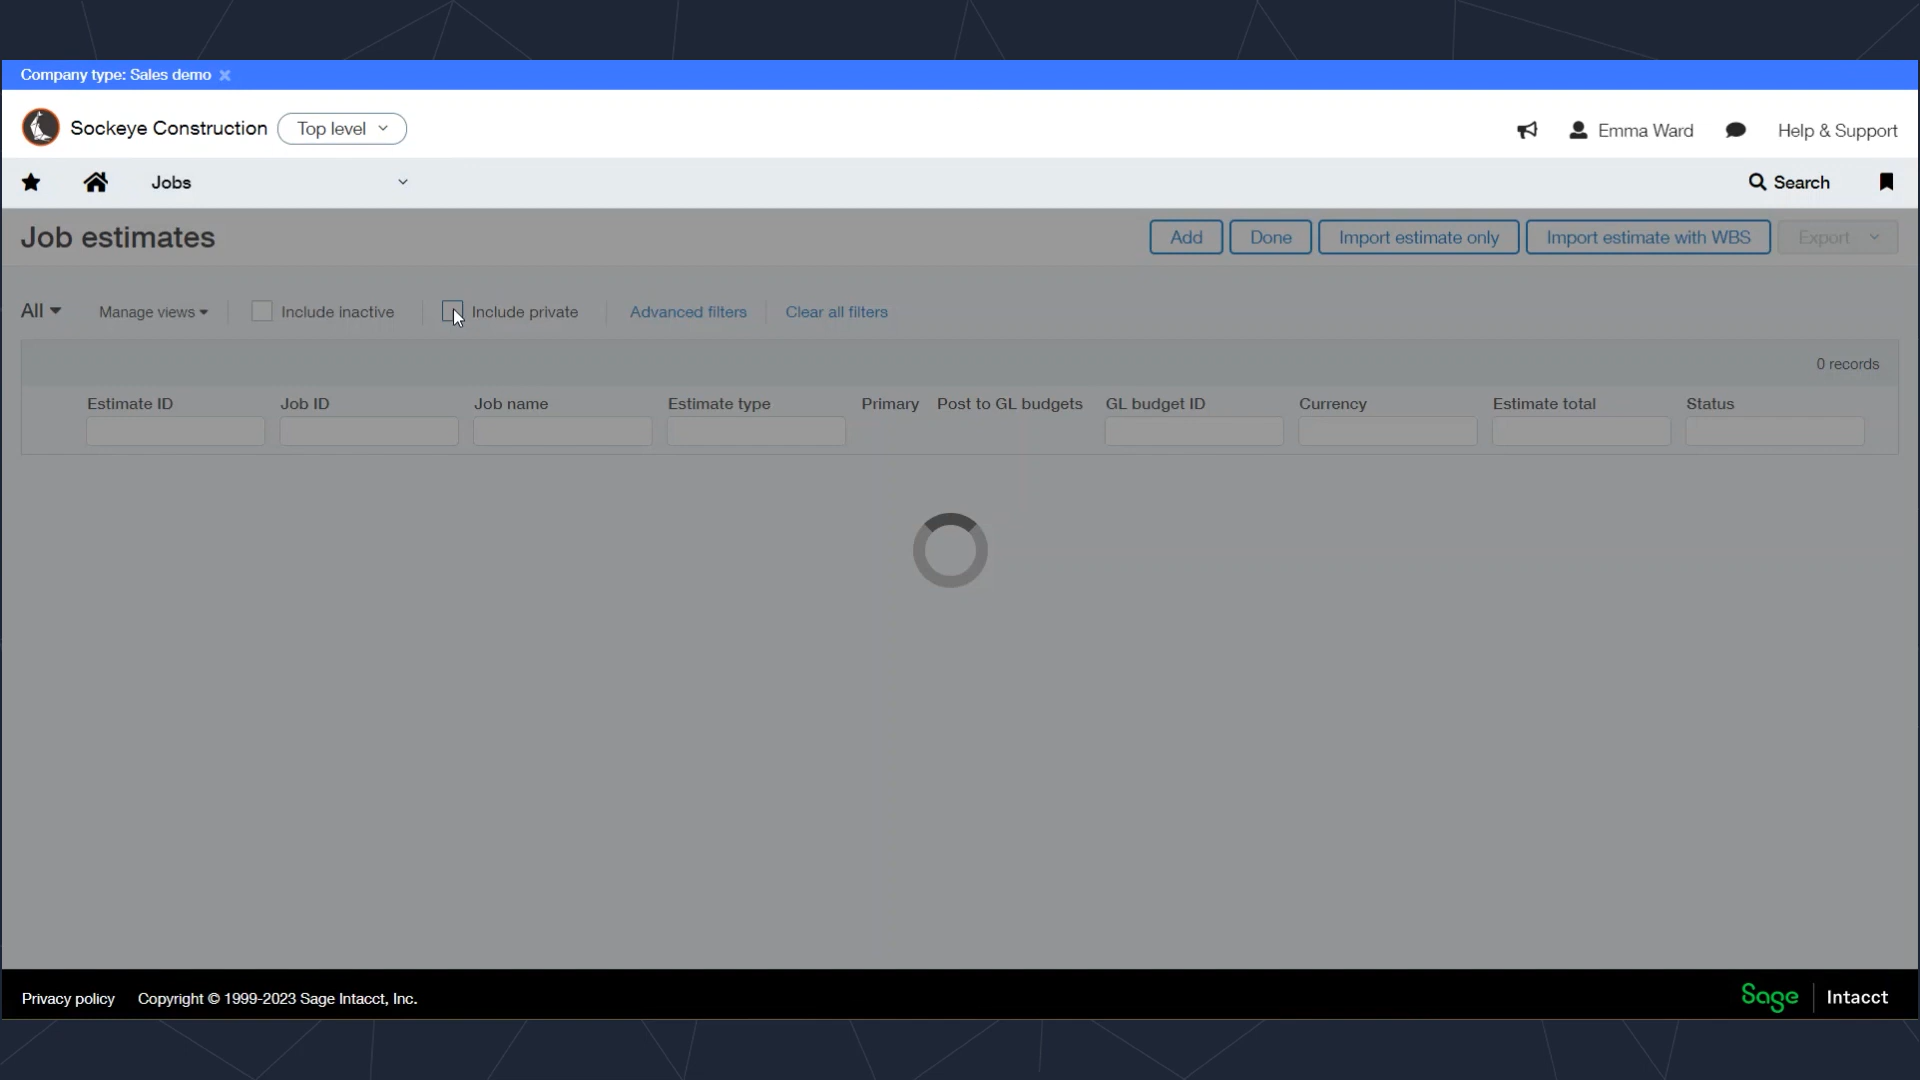 Company type: Sales demo
Sockeye Construction Top level Emma Ward Help & Support
Jobs Search
Job estimates Add Done Import estimate only Import estimate with WBS Export
All Manage views Include inactive Include private Advanced filters Clear all filters
0 records
Estimate ID Job ID Job name Estimate type Primary Post to GL budgets GL budget ID Currency Estimate total Status
Privacy policy Copyright © 1999-2023 Sage Intacct, Inc. Sage Intacct